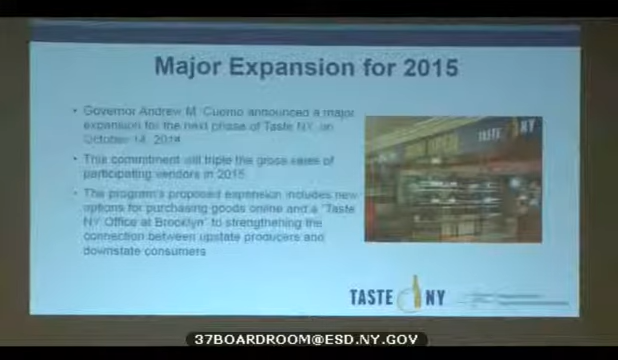 Major Expansion for 2015
• Governor Andrew M. Cuomo announced a major
expansion for the next phase of Taste NY, on
October 14, 2014
• This commitment will triple the gross sales of
participating vendors in 2015
• The program's proposed expansion includes new
options for purchasing goods online and a "Taste
NY Office at Brooklyn" to strengthening the
connection between upstate producers and
downstate consumers
TASTE NY
TASTE NY
37BOARDROOM@ESD.NY.GOV